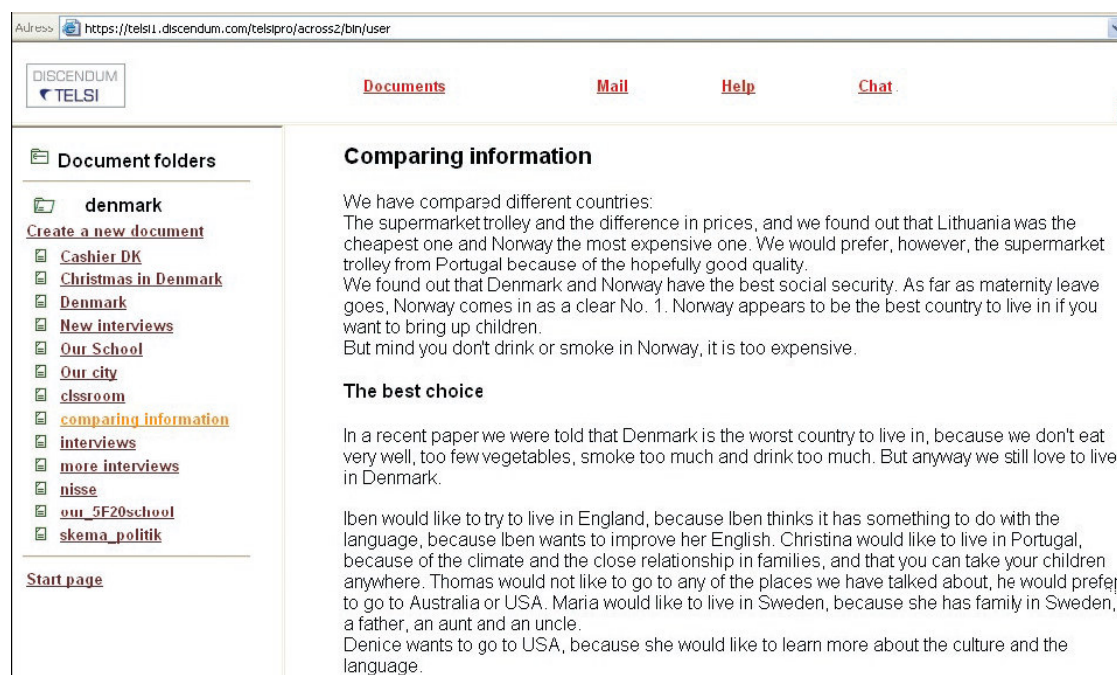 Adress https://telsi1.discendum.com/telsipro/across2/bin/user
DISCENDUM
TELSI
Documents Mail Help Chat
Document folders
denmark
Create a new document
Cashier DK
Christmas in Denmark
Denmark
New interviews
Our School
Our city
clssroom
comparing information
interviews
more interviews
nisse
our_5F20school
skema_politik
Start page
Comparing information
We have compared different countries:
The supermarket trolley and the difference in prices, and we found out that Lithuania was the
cheapest one and Norway the most expensive one. We would prefer, however, the supermarket
trolley from Portugal because of the hopefully good quality.
We found out that Denmark and Norway have the best social security. As far as maternity leave
goes, Norway comes in as a clear No. 1. Norway appears to be the best country to live in if you
want to bring up children.
But mind you don't drink or smoke in Norway, it is too expensive.
The best choice
In a recent paper we were told that Denmark is the worst country to live in, because we don't eat
very well, too few vegetables, smoke too much and drink too much. But anyway we still love to live
in Denmark.
Iben would like to try to live in England, because Iben thinks it has something to do with the
language, because Iben wants to improve her English. Christina would like to live in Portugal,
because of the climate and the close relationship in families, and that you can take your children
anywhere. Thomas would not like to go to any of the places we have talked about, he would prefer
to go to Australia or USA. Maria would like to live in Sweden, because she has family in Sweden,
a father, an aunt and an uncle.
Denice wants to go to USA, because she would like to learn more about the culture and the
language.